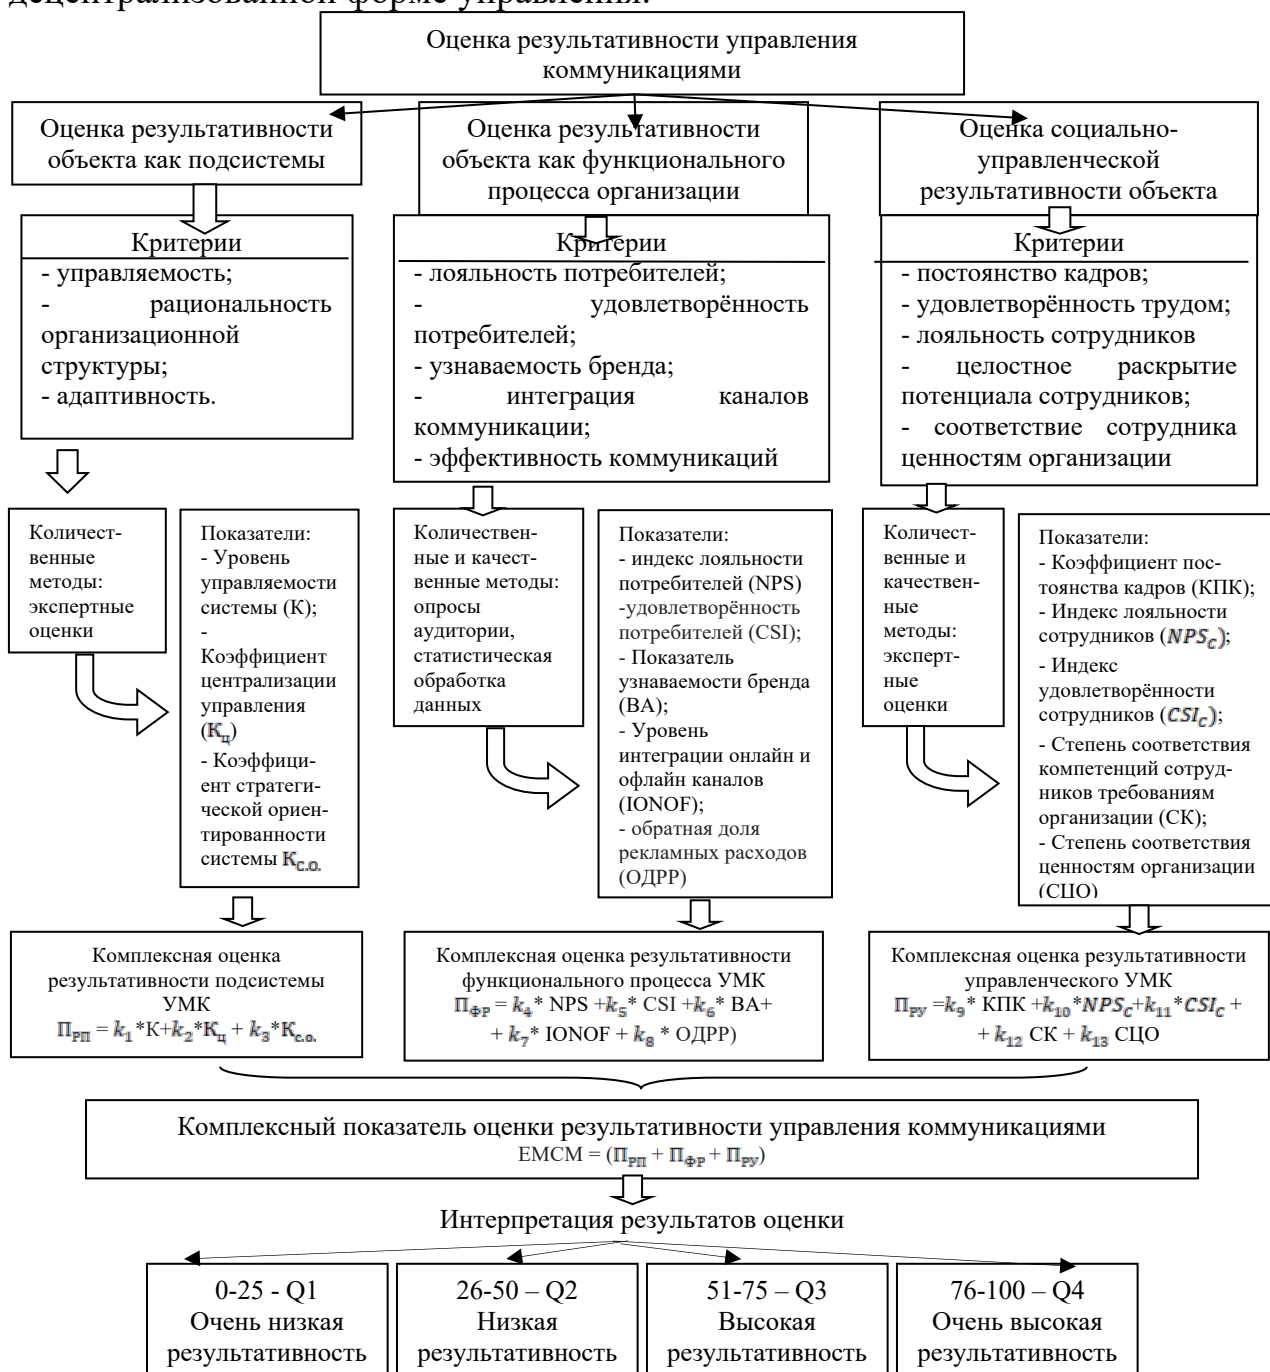 децентрализованной форме управления.
Оценка результативности управления
коммуникациями
Оценка результативности
объекта как подсистемы
Критерии
- управляемость;
- рациональность
организационной
структуры;
- адаптивность.
Количест-
венные
методы:
экспертные
оценки
Показатели:
- Уровень
управляемости
системы (К);
-
Коэффициент
централизации
управления
(Кц)
- Коэффици-
ент стратеги-
ческой ориен-
тированности
системы Кс.о.
Комплексная оценка
результативности подсистемы
УМК
ПРП = k1*К+k2*Кц + k3*Кс.о.
Оценка результативности
объекта как функционального
процесса организации
Критерии
- лояльность потребителей;
- удовлетворённость
потребителей;
- узнаваемость бренда;
- интеграция каналов
коммуникации;
- эффективность коммуникаций
Количествен-
ные и качест-
венные методы:
опросы
аудитории,
статистическая
обработка
данных
Показатели:
- индекс лояльности
потребителей (NPS)
-удовлетворённость
потребителей (CSI);
- Показатель
узнаваемости бренда
(BA);
- Уровень
интеграции онлайн и
офлайн каналов
(IONOF);
- обратная доля
рекламных расходов
(ОДРР)
Комплексная оценка результативности
функционального процесса УМК
ПФР = k4* NPS +k5* CSI +k6* BA+
+ k7* IONOF + k8 * ОДРР)
Оценка социально-
управленческой
результативности объекта
Критерии
- постоянство кадров;
- удовлетворённость трудом;
- лояльность сотрудников
- целостное раскрытие
потенциала сотрудников;
- соответствие сотрудника
ценностям организации
Количест-
венные и
качествен-
ные
методы:
эксперт-
ные
оценки
Показатели:
- Коэффициент пос-
тоянства кадров (КПК);
- Индекс лояльности
сотрудников (NPSC);
- Индекс
удовлетворённости
сотрудников (CSIC);
- Степень соответствия
компетенций сотруд-
ников требованиям
организации (СК);
- Степень соответствия
ценностям организации
(СЦО)
Комплексная оценка результативности
управленческого УМК
ПРУ =k9* КПК +k10*NPSC+k11*CSIC +
+ k12 СК + k13 СЦО
Комплексный показатель оценки результативности управления коммуникациями
EMCM = (ПРП + ПФР + ПРУ)
Интерпретация результатов оценки
0-25 - Q1
Очень низкая
результативность
26-50 – Q2
Низкая
результативность
51-75 – Q3
Высокая
результативность
76-100 – Q4
Очень высокая
результативность